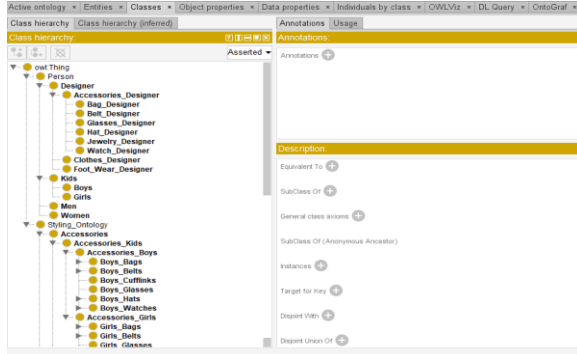 Active ontology × Entities × Classes × Object properties × Data properties × Individuals by class × OWLViz × DL Query × OntoGraf ×
Class hierarchy Class hierarchy (inferred)
Class hierarchy:
Asserted
owl:Thing
Person
Designer
Accessories_Designer
Bag_Designer
Belt_Designer
Glasses_Designer
Hat_Designer
Jewelry_Designer
Watch_Designer
Clothes_Designer
Foot_Wear_Designer
Kids
Boys
Girls
Men
Women
Styling_Ontology
Accessories
Accessories_Kids
Accessories_Boys
Boys_Bags
Boys_Belts
Boys_Cufflinks
Boys_Glasses
Boys_Hats
Boys_Watches
Accessories_Girls
Girls_Bags
Girls_Belts
Girls_Glasses
Annotations Usage
Annotations:
Annotations
Description:
Equivalent To
SubClass Of
General class axioms
SubClass Of (Anonymous Ancestor)
Instances
Target for Key
Disjoint With
Disjoint Union Of